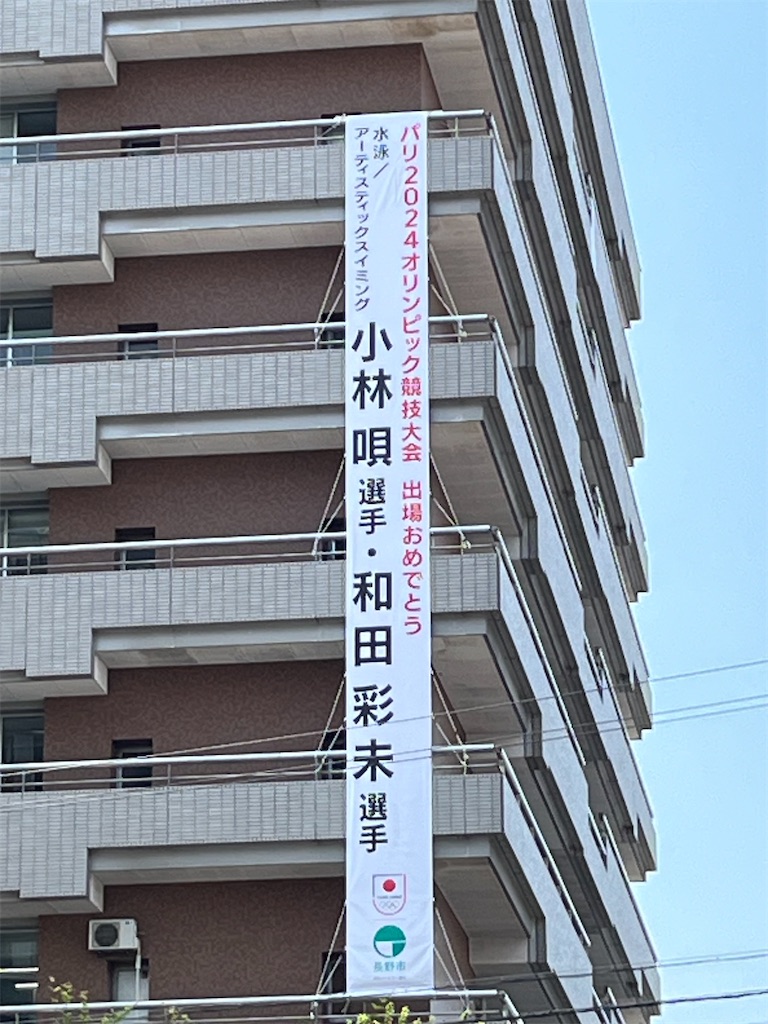 パリ2024オリンピック競技大会 出場おめでとう
水泳／
アーティスティックスイミング
小林 唄選手・和田彩未選手
長野市